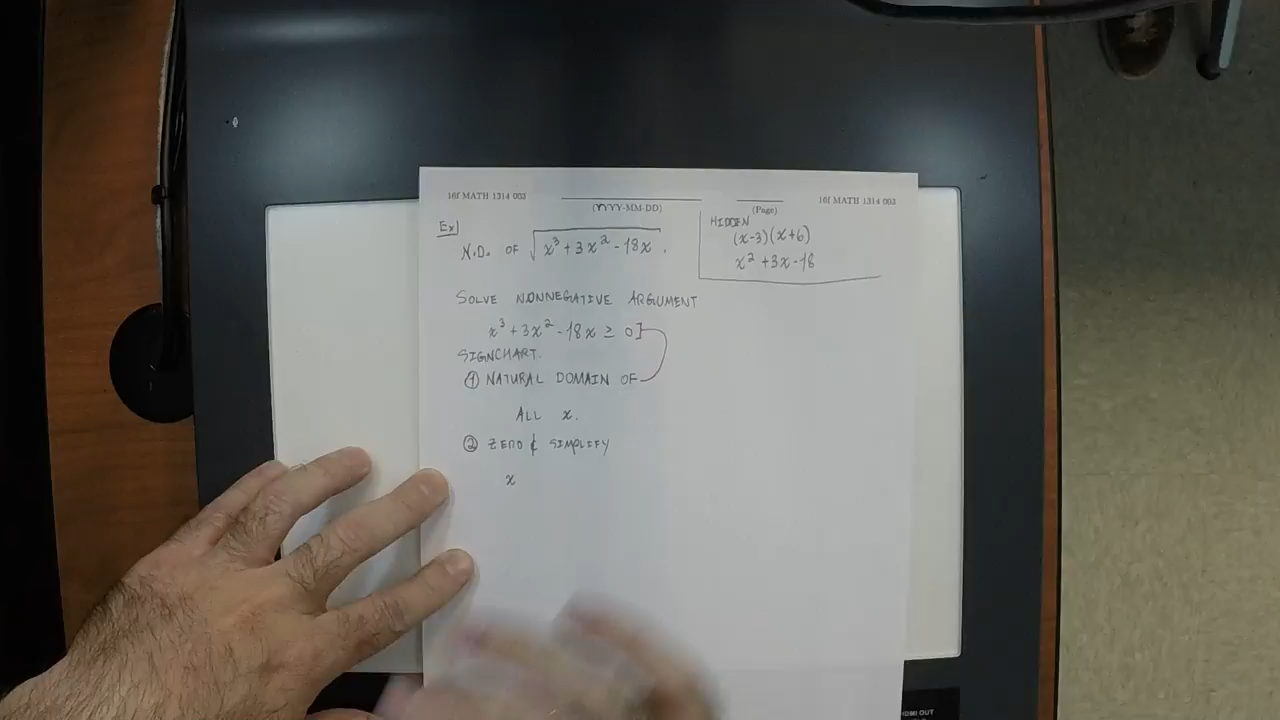 16f MATH 1314 003
(YYYY-MM-DD)
(Page)
16f MATH 1314 003
Ex]
N.D. OF √(x³+3x²-18x).
HIDDEN
(x-3)(x+6)
x²+3x-18
SOLVE NONNEGATIVE ARGUMENT
x³+3x²-18x ≥ 0]
SIGNCHART.
① NATURAL DOMAIN OF
ALL x.
② ZERO & SIMPLIFY
x
HDMI OUT